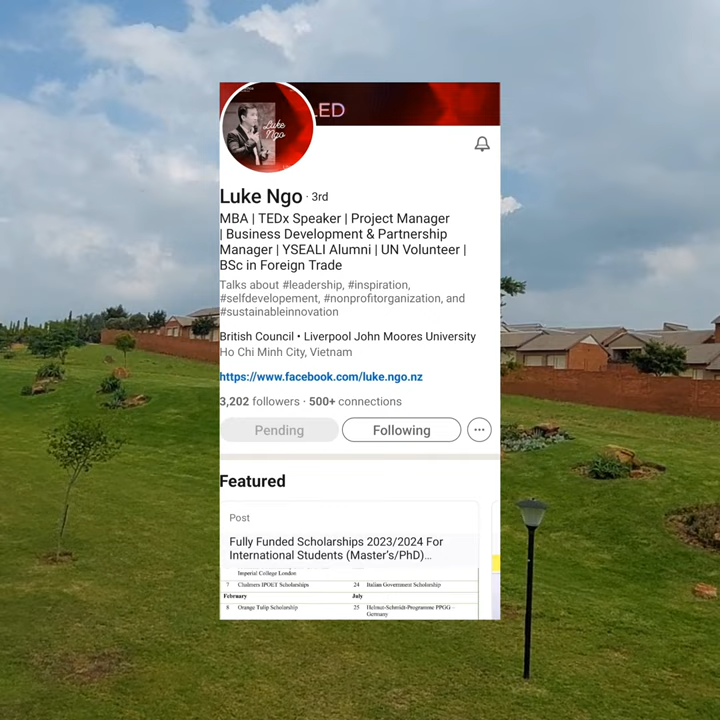 LED
Luke
Ngo
Luke Ngo · 3rd
MBA | TEDx Speaker | Project Manager
| Business Development & Partnership
Manager | YSEALI Alumni | UN Volunteer |
BSc in Foreign Trade
Talks about #leadership, #inspiration,
#selfdevelopement, #nonprofitorganization, and
#sustainableinnovation
British Council • Liverpool John Moores University
Ho Chi Minh City, Vietnam
https://www.facebook.com/luke.ngo.nz
3,202 followers · 500+ connections
Pending
Following
Featured
Post
Fully Funded Scholarships 2023/2024 For
International Students (Master's/PhD)...
Imperial College London
7 Chalmers IPOET Scholarships 24 Italian Government Scholarship
February July
8 Orange Tulip Scholarship 25 Helmut-Schmidt-Programme PPGG –
Germany